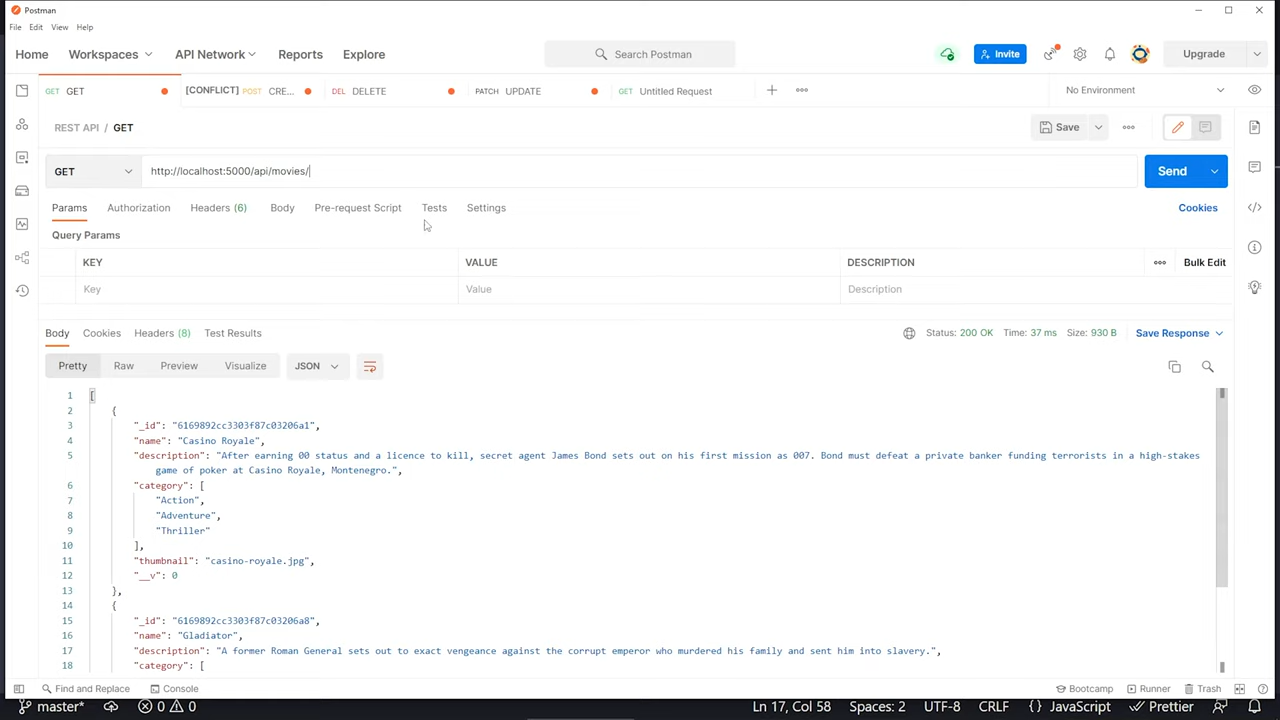 Postman
File Edit View Help
Home Workspaces API Network Reports Explore Search Postman Invite Upgrade
GET GET [CONFLICT] POST CRE... DEL DELETE PATCH UPDATE GET Untitled Request No Environment
REST API / GET Save
GET http://localhost:5000/api/movies/ Send
Params Authorization Headers (6) Body Pre-request Script Tests Settings Cookies
Query Params
KEY VALUE DESCRIPTION Bulk Edit
Key Value Description
Body Cookies Headers (8) Test Results Status: 200 OK Time: 37 ms Size: 930 B Save Response
Pretty Raw Preview Visualize JSON
1 [
2 {
3 "_id": "6169892cc3303f87c03206a1",
4 "name": "Casino Royale",
5 "description": "After earning 00 status and a licence to kill, secret agent James Bond sets out on his first mission as 007. Bond must defeat a private banker funding terrorists in a high-stakes
game of poker at Casino Royale, Montenegro.",
6 "category": [
7 "Action",
8 "Adventure",
9 "Thriller"
10 ],
11 "thumbnail": "casino-royale.jpg",
12 "__v": 0
13 },
14 {
15 "_id": "6169892cc3303f87c03206a8",
16 "name": "Gladiator",
17 "description": "A former Roman General sets out to exact vengeance against the corrupt emperor who murdered his family and sent him into slavery.",
18 "category": [
Find and Replace Console Bootcamp Runner Trash
master* 0 0 Ln 17, Col 58 Spaces: 2 UTF-8 CRLF {} JavaScript Prettier